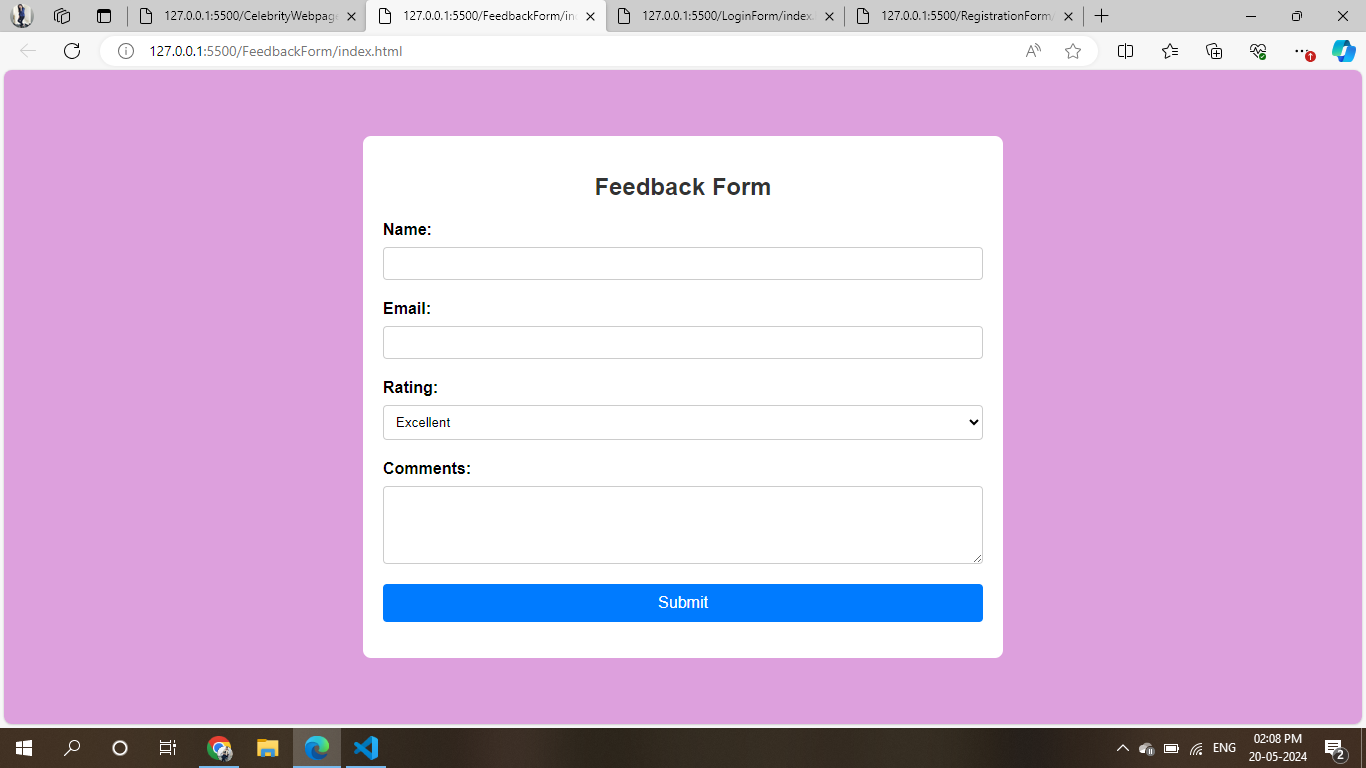 127.0.0.1:5500/CelebrityWebpage
127.0.0.1:5500/FeedbackForm/in
127.0.0.1:5500/LoginForm/index.
127.0.0.1:5500/RegistrationForm/
127.0.0.1:5500/FeedbackForm/index.html
Feedback Form
Name:
Email:
Rating:
Excellent
Comments:
Submit
ENG
02:08 PM
20-05-2024
2